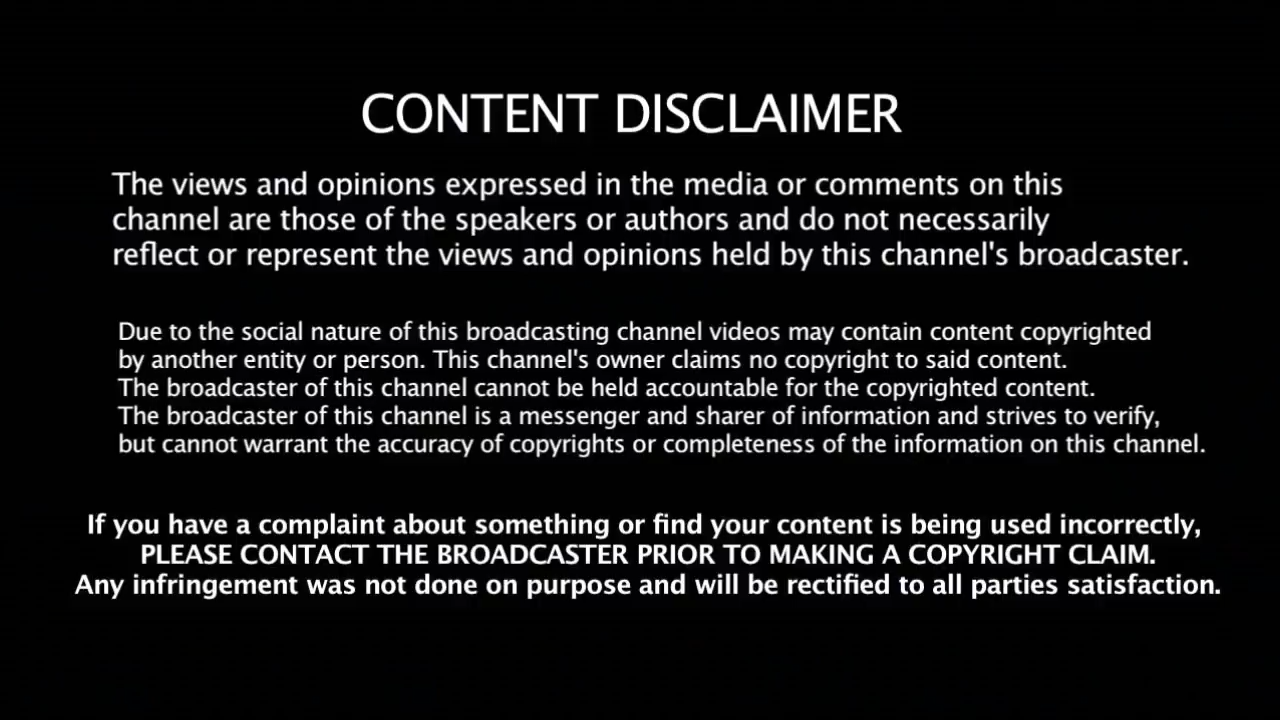 CONTENT DISCLAIMER
The views and opinions expressed in the media or comments on this
channel are those of the speakers or authors and do not necessarily
reflect or represent the views and opinions held by this channel's broadcaster.
Due to the social nature of this broadcasting channel videos may contain content copyrighted
by another entity or person. This channel's owner claims no copyright to said content.
The broadcaster of this channel cannot be held accountable for the copyrighted content.
The broadcaster of this channel is a messenger and sharer of information and strives to verify,
but cannot warrant the accuracy of copyrights or completeness of the information on this channel.
If you have a complaint about something or find your content is being used incorrectly,
PLEASE CONTACT THE BROADCASTER PRIOR TO MAKING A COPYRIGHT CLAIM.
Any infringement was not done on purpose and will be rectified to all parties satisfaction.